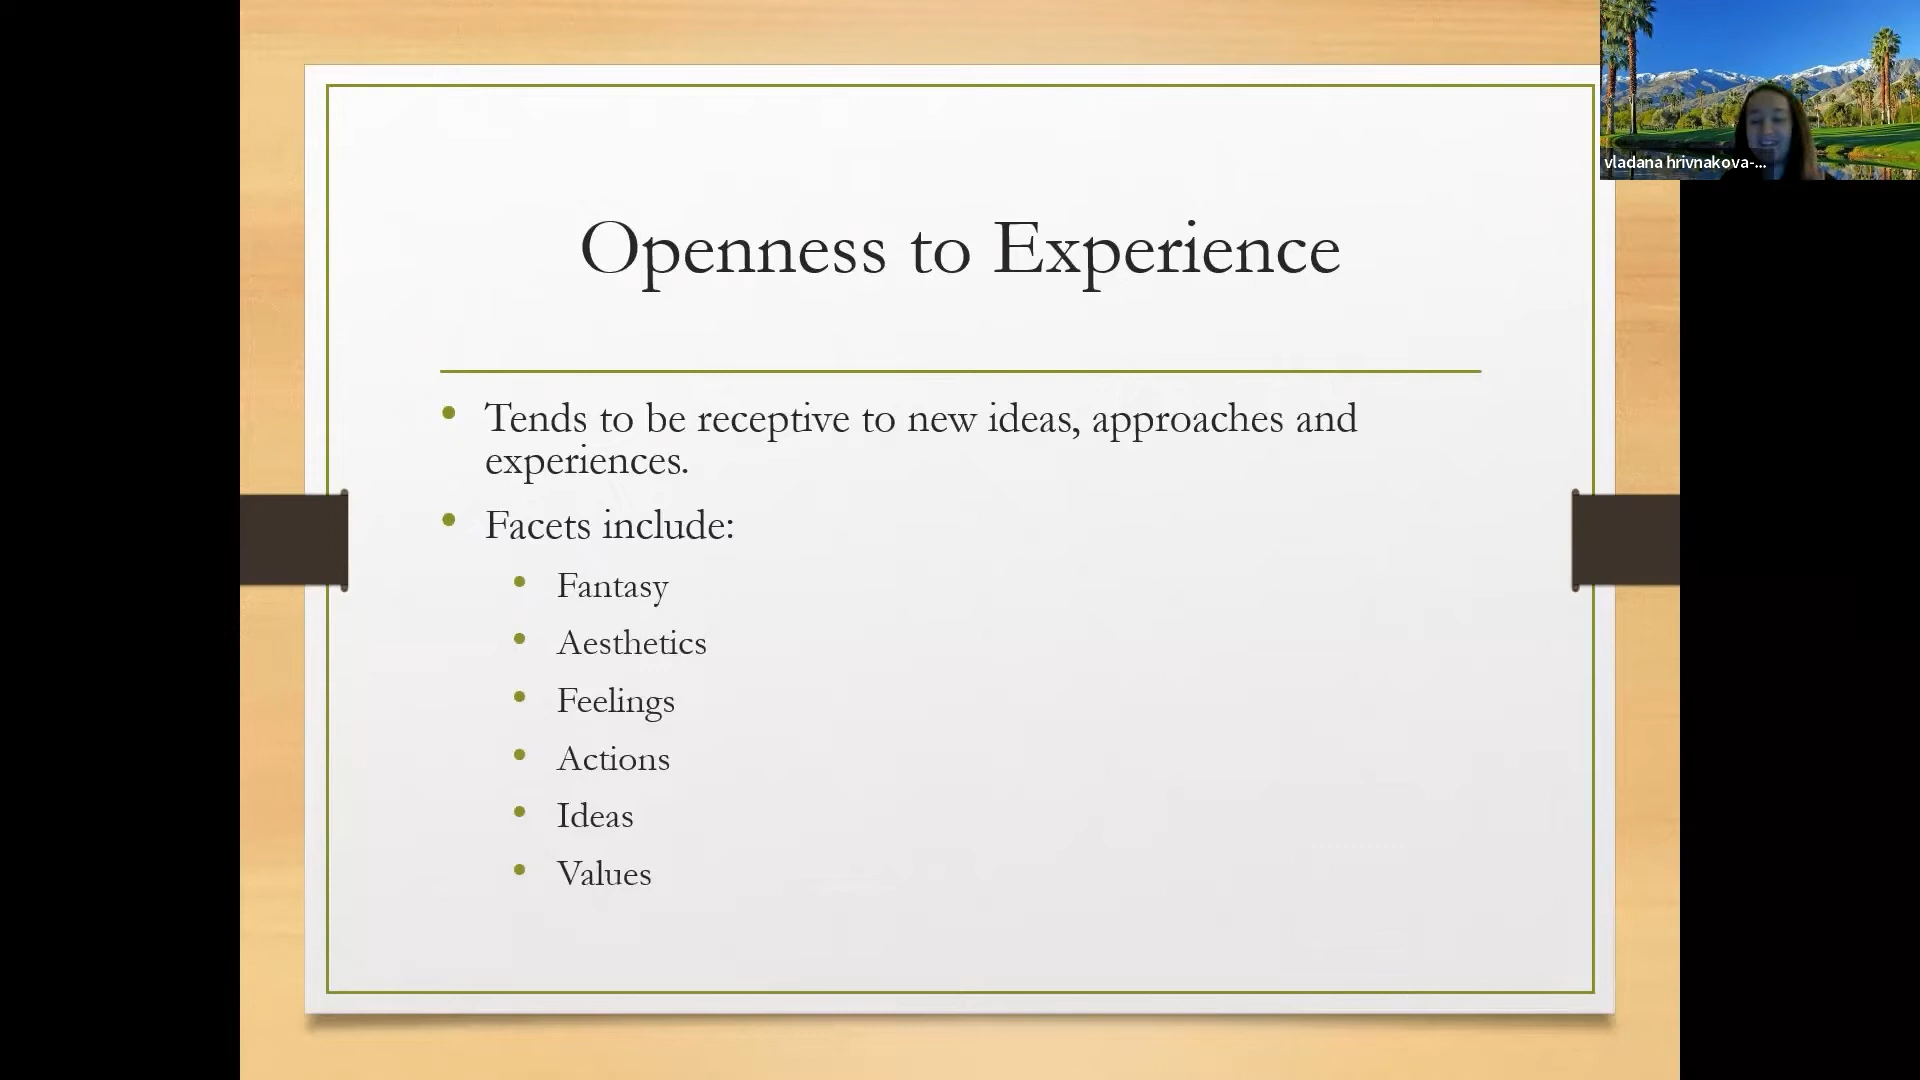 vladana hrivnakova-...
Openness to Experience
• Tends to be receptive to new ideas, approaches and
experiences.
• Facets include:
• Fantasy
• Aesthetics
• Feelings
• Actions
• Ideas
• Values